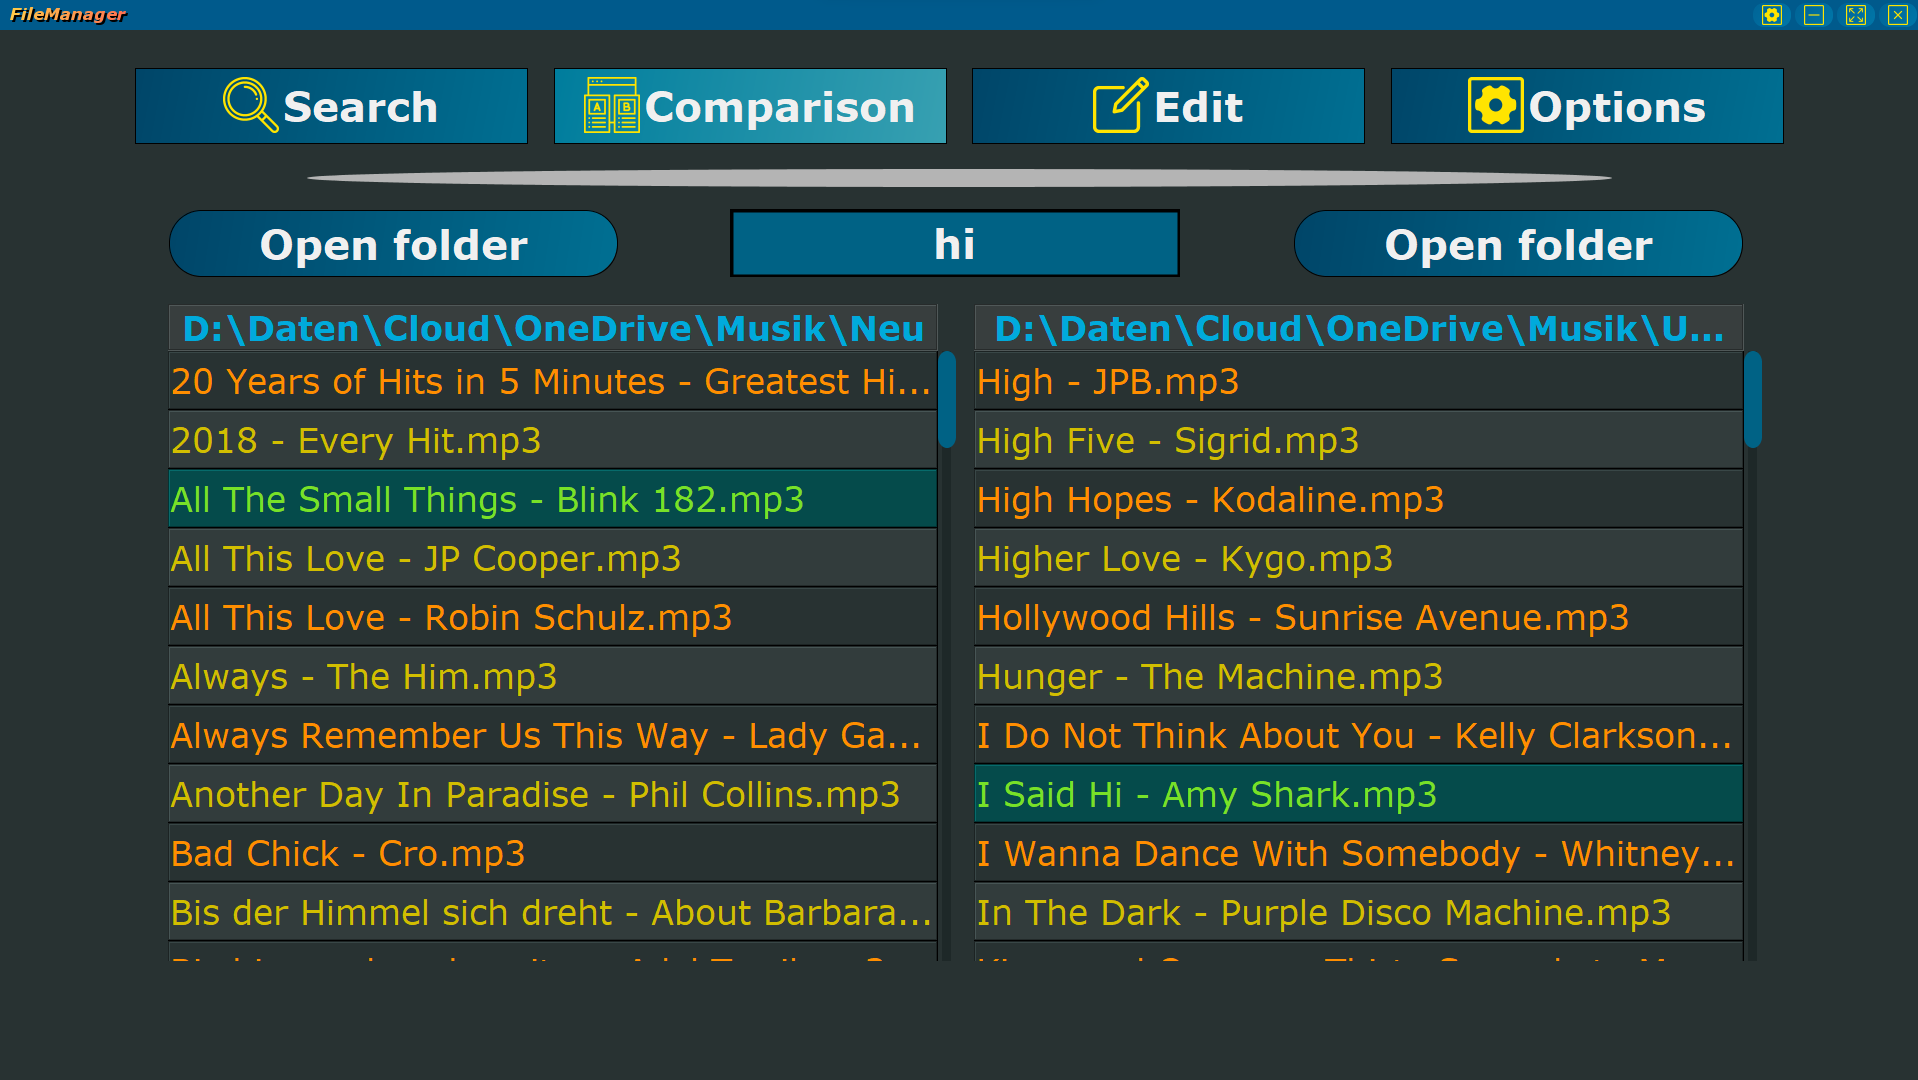 FileManager
Search
Comparison
Edit
Options
Open folder
hi
Open folder
D:\Daten\Cloud\OneDrive\Musik\Neu
20 Years of Hits in 5 Minutes - Greatest Hi...
2018 - Every Hit.mp3
All The Small Things - Blink 182.mp3
All This Love - JP Cooper.mp3
All This Love - Robin Schulz.mp3
Always - The Him.mp3
Always Remember Us This Way - Lady Ga...
Another Day In Paradise - Phil Collins.mp3
Bad Chick - Cro.mp3
Bis der Himmel sich dreht - About Barbara...
D:\Daten\Cloud\OneDrive\Musik\U...
High - JPB.mp3
High Five - Sigrid.mp3
High Hopes - Kodaline.mp3
Higher Love - Kygo.mp3
Hollywood Hills - Sunrise Avenue.mp3
Hunger - The Machine.mp3
I Do Not Think About You - Kelly Clarkson...
I Said Hi - Amy Shark.mp3
I Wanna Dance With Somebody - Whitney...
In The Dark - Purple Disco Machine.mp3